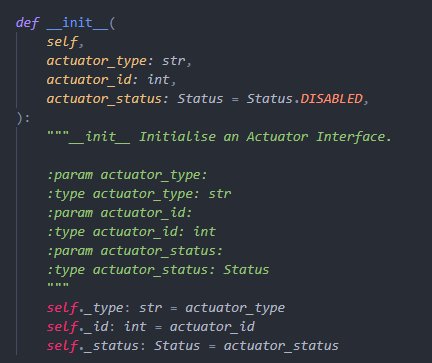 def __init__(
    self,
    actuator_type: str,
    actuator_id: int,
    actuator_status: Status = Status.DISABLED,
):
    """__init__ Initialise an Actuator Interface.

    :param actuator_type:
    :type actuator_type: str
    :param actuator_id:
    :type actuator_id: int
    :param actuator_status:
    :type actuator_status: Status
    """
    self._type: str = actuator_type
    self._id: int = actuator_id
    self._status: Status = actuator_status